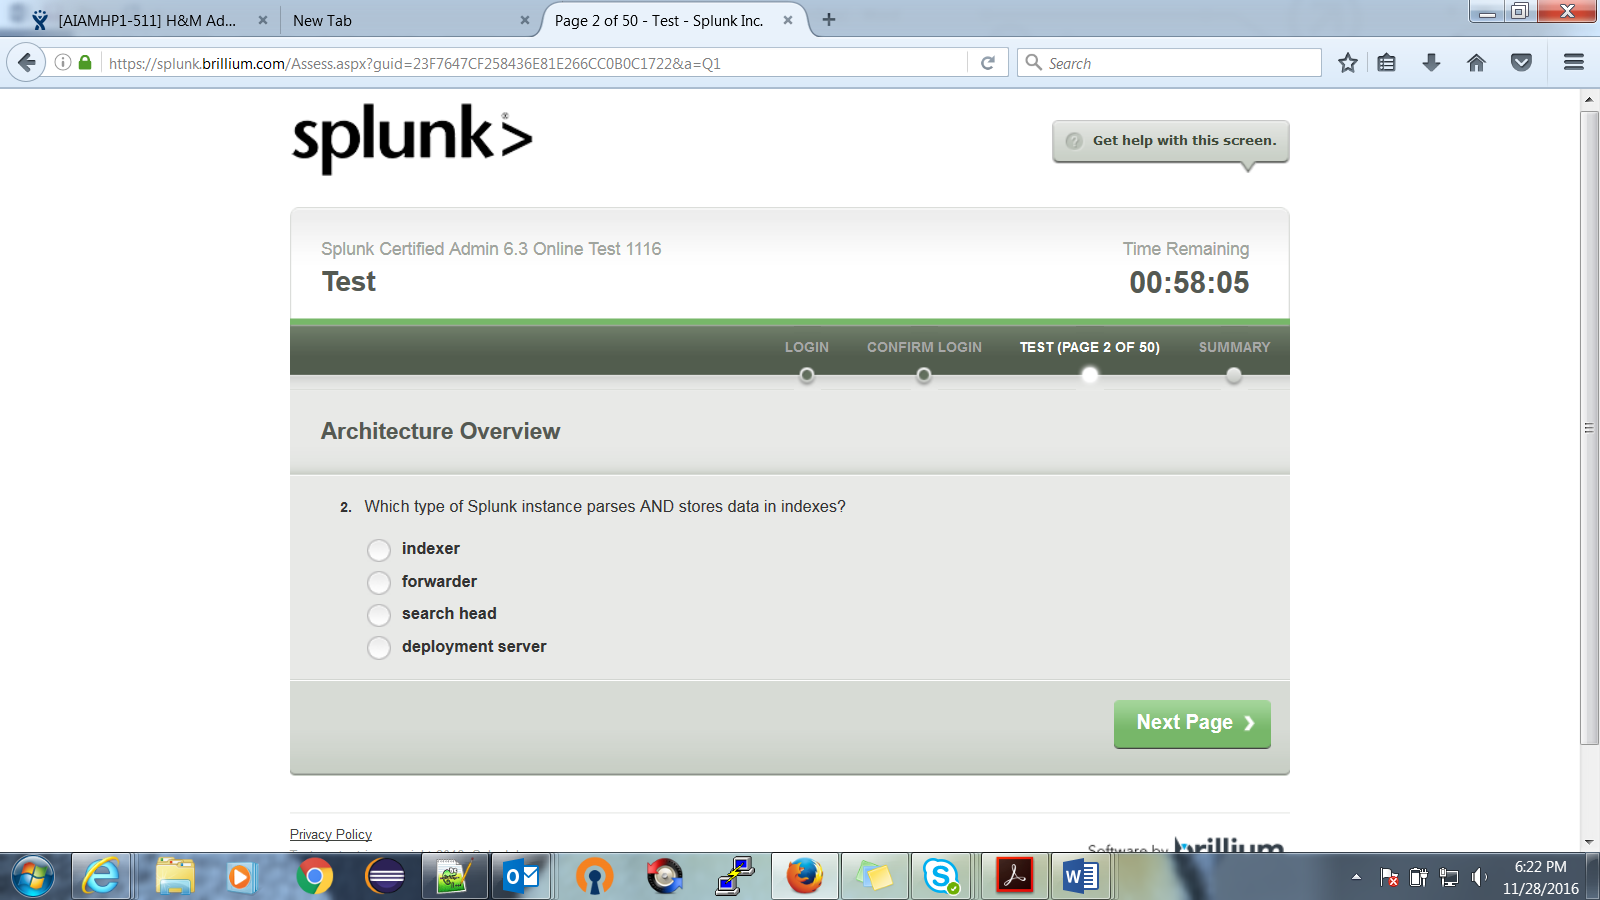 [AIAMHP1-511] H&M Ad...
New Tab
Page 2 of 50 - Test - Splunk Inc.
https://splunk.brillium.com/Assess.aspx?guid=23F7647CF258436E81E266CC0B0C1722&a=Q1
Search
splunk>
Get help with this screen.
Splunk Certified Admin 6.3 Online Test 1116
Time Remaining
Test
00:58:05
LOGIN
CONFIRM LOGIN
TEST (PAGE 2 OF 50)
SUMMARY
Architecture Overview
2. Which type of Splunk instance parses AND stores data in indexes?
indexer
forwarder
search head
deployment server
Next Page
Privacy Policy
Software by brillium
6:22 PM
11/28/2016